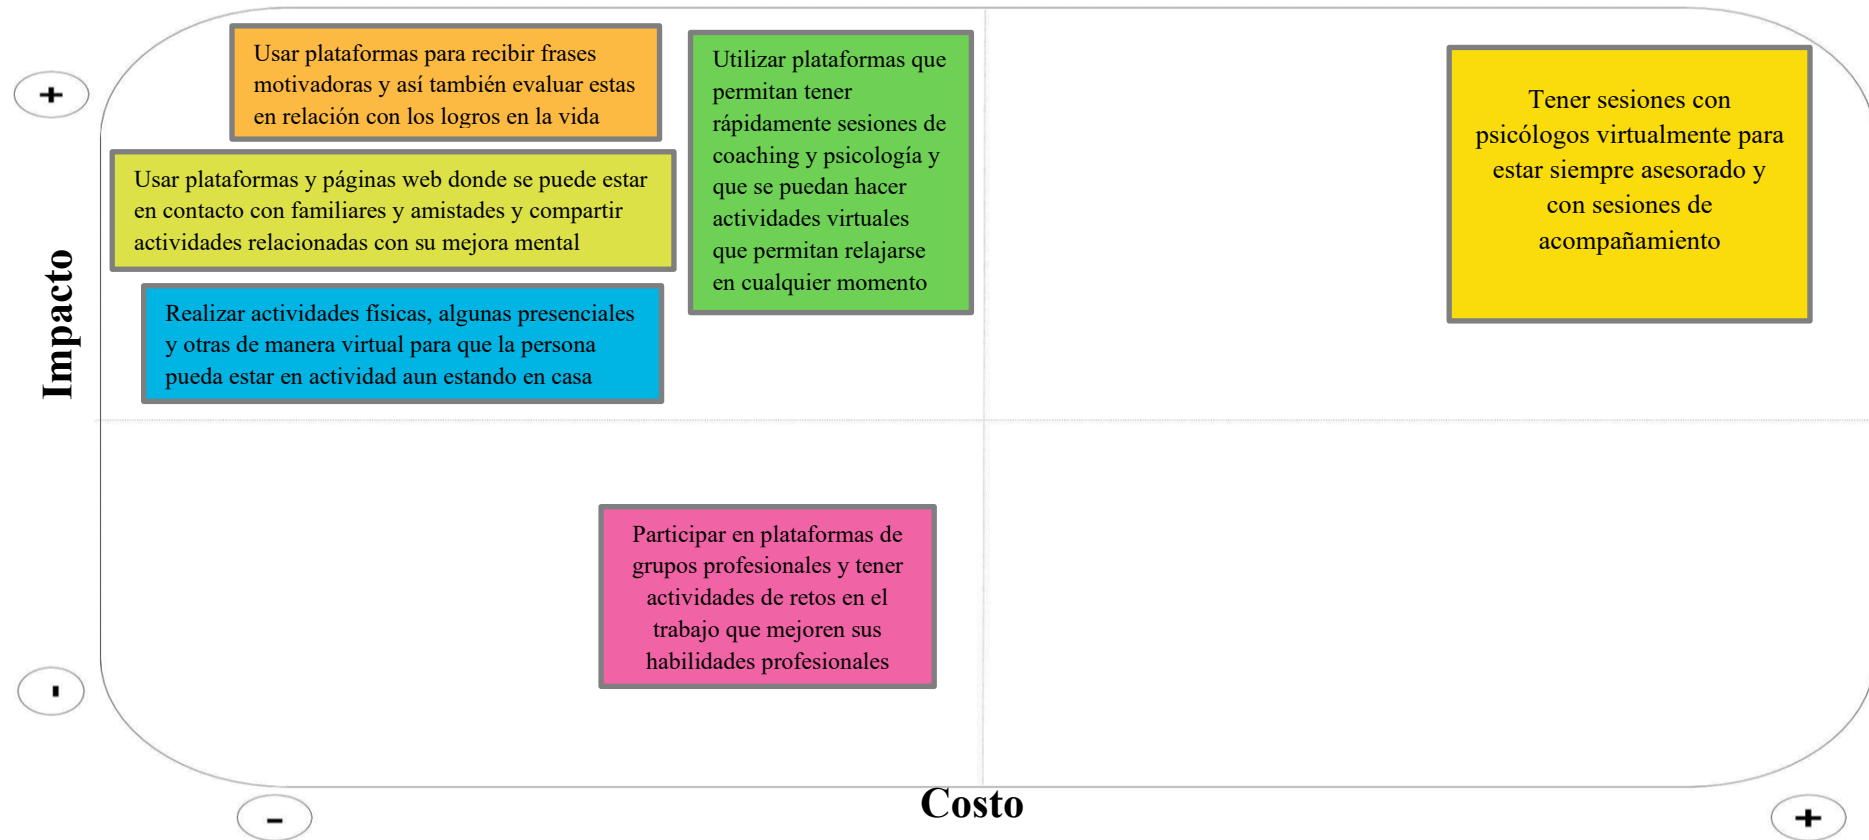 Usar plataformas para recibir frases
motivadoras y así también evaluar estas
en relación con los logros en la vida
Utilizar plataformas que
permitan tener
rápidamente sesiones de
coaching y psicología y
que se puedan hacer
actividades virtuales
que permitan relajarse
en cualquier momento
Tener sesiones con
psicólogos virtualmente para
estar siempre asesorado y
con sesiones de
acompañamiento
+
Usar plataformas y páginas web donde se puede estar
en contacto con familiares y amistades y compartir
actividades relacionadas con su mejora mental
Realizar actividades físicas, algunas presenciales
y otras de manera virtual para que la persona
pueda estar en actividad aun estando en casa
Impacto
Participar en plataformas de
grupos profesionales y tener
actividades de retos en el
trabajo que mejoren sus
habilidades profesionales
-
-
Costo
+